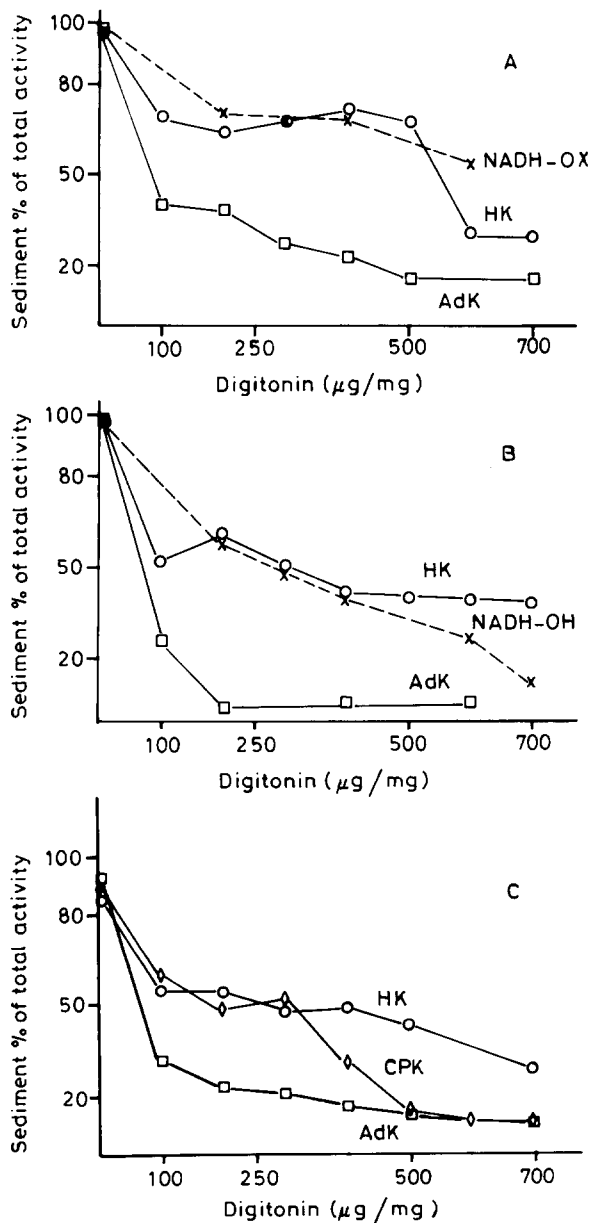 A
Sediment % of total activity
100
80
50
20
NADH-OX
HK
AdK
100 250 500 700
Digitonin (μg/mg)
B
Sediment % of total activity
100
80
50
20
HK
NADH-OH
AdK
100 250 500 700
Digitonin (μg/mg)
C
Sediment % of total activity
100
80
50
20
HK
CPK
AdK
100 250 500 700
Digitonin (μg/mg)